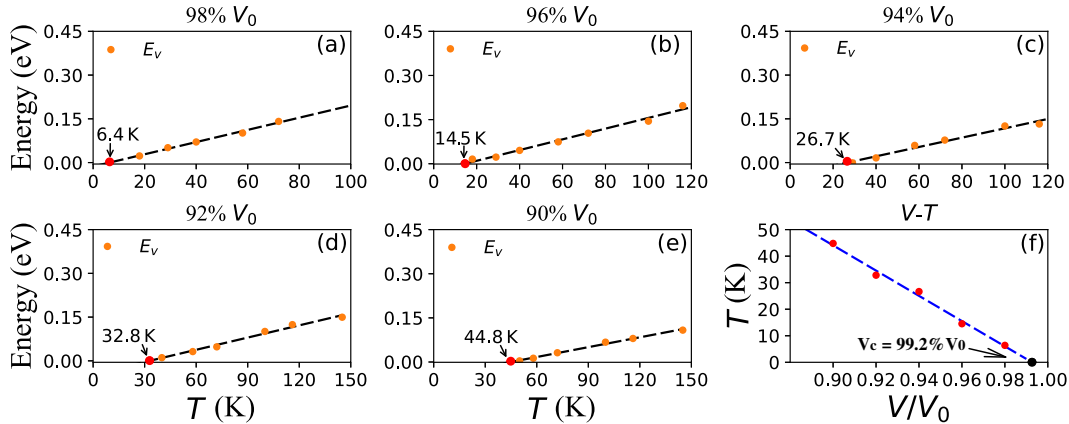 98% V0
(a)
Ev
6.4 K
Energy (eV)
0.45
0.30
0.15
0.00
0 20 40 60 80 100
96% V0
(b)
Ev
14.5 K
0.45
0.30
0.15
0.00
0 20 40 60 80 100 120
94% V0
(c)
Ev
26.7 K
0.45
0.30
0.15
0.00
0 20 40 60 80 100 120
92% V0
(d)
Ev
32.8 K
Energy (eV)
0.45
0.30
0.15
0.00
0 30 60 90 120 150
T (K)
90% V0
(e)
Ev
44.8 K
0.45
0.30
0.15
0.00
0 30 60 90 120 150
T (K)
V-T
(f)
T (K)
50
40
30
20
10
0
Vc = 99.2% V0
0.90 0.92 0.94 0.96 0.98 1.00
V/V0